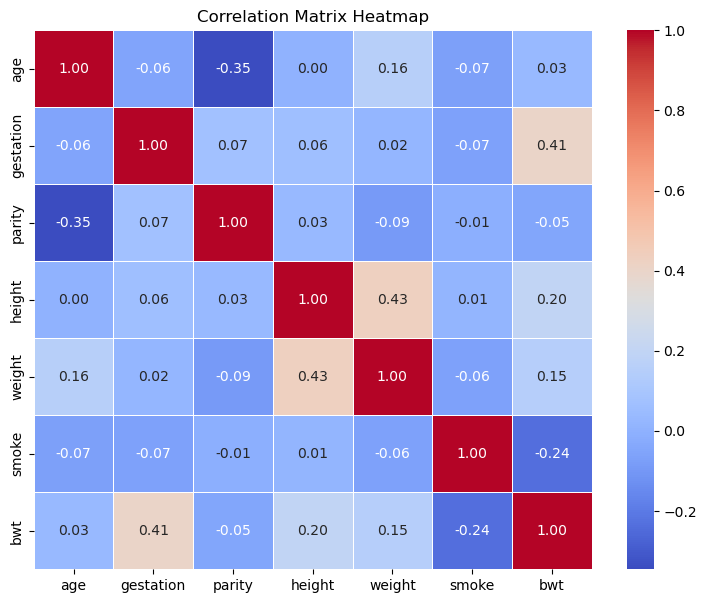 Correlation Matrix Heatmap
age 1.00 -0.06 -0.35 0.00 0.16 -0.07 0.03
gestation -0.06 1.00 0.07 0.06 0.02 -0.07 0.41
parity -0.35 0.07 1.00 0.03 -0.09 -0.01 -0.05
height 0.00 0.06 0.03 1.00 0.43 0.01 0.20
weight 0.16 0.02 -0.09 0.43 1.00 -0.06 0.15
smoke -0.07 -0.07 -0.01 0.01 -0.06 1.00 -0.24
bwt 0.03 0.41 -0.05 0.20 0.15 -0.24 1.00
age gestation parity height weight smoke bwt
1.0
0.8
0.6
0.4
0.2
0.0
−0.2